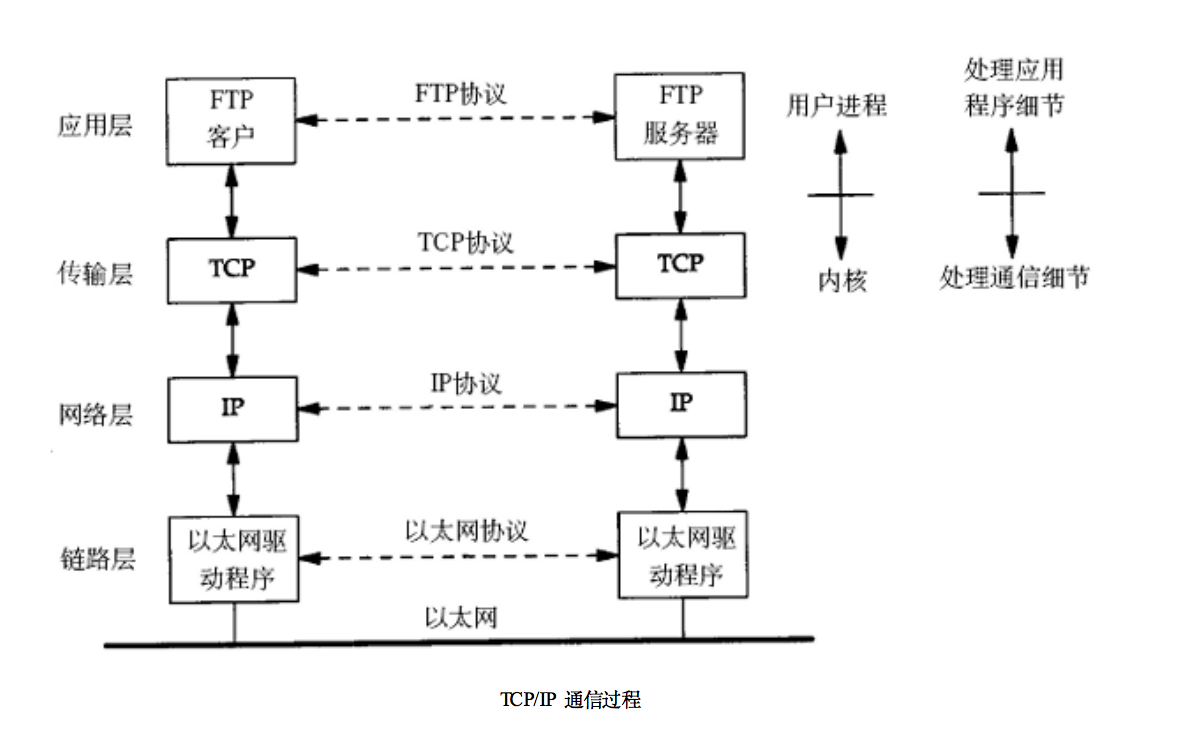 处理应用
程序细节
用户进程
FTP
客户
FTP协议
FTP
服务器
应用层
TCP协议
传输层
TCP
TCP
内核
处理通信细节
IP协议
网络层
IP
IP
以太网协议
链路层
以太网驱
动程序
以太网驱
动程序
以太网
TCP/IP 通信过程